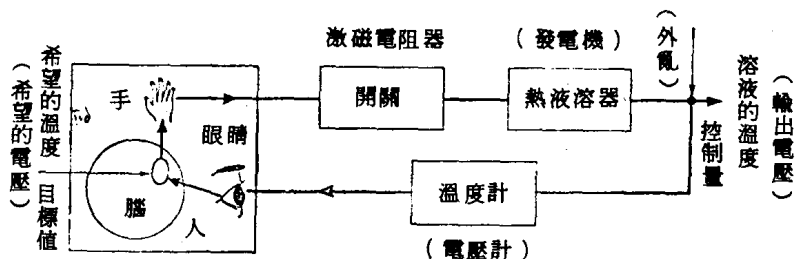 希望的溫度
（希望的電壓）
目標值
手
眼睛
腦
人
激磁電阻器
開關
（發電機）
熱液溶器
（外亂）
控制量
溶液的溫度
（輸出電壓）
溫度計
（電壓計）